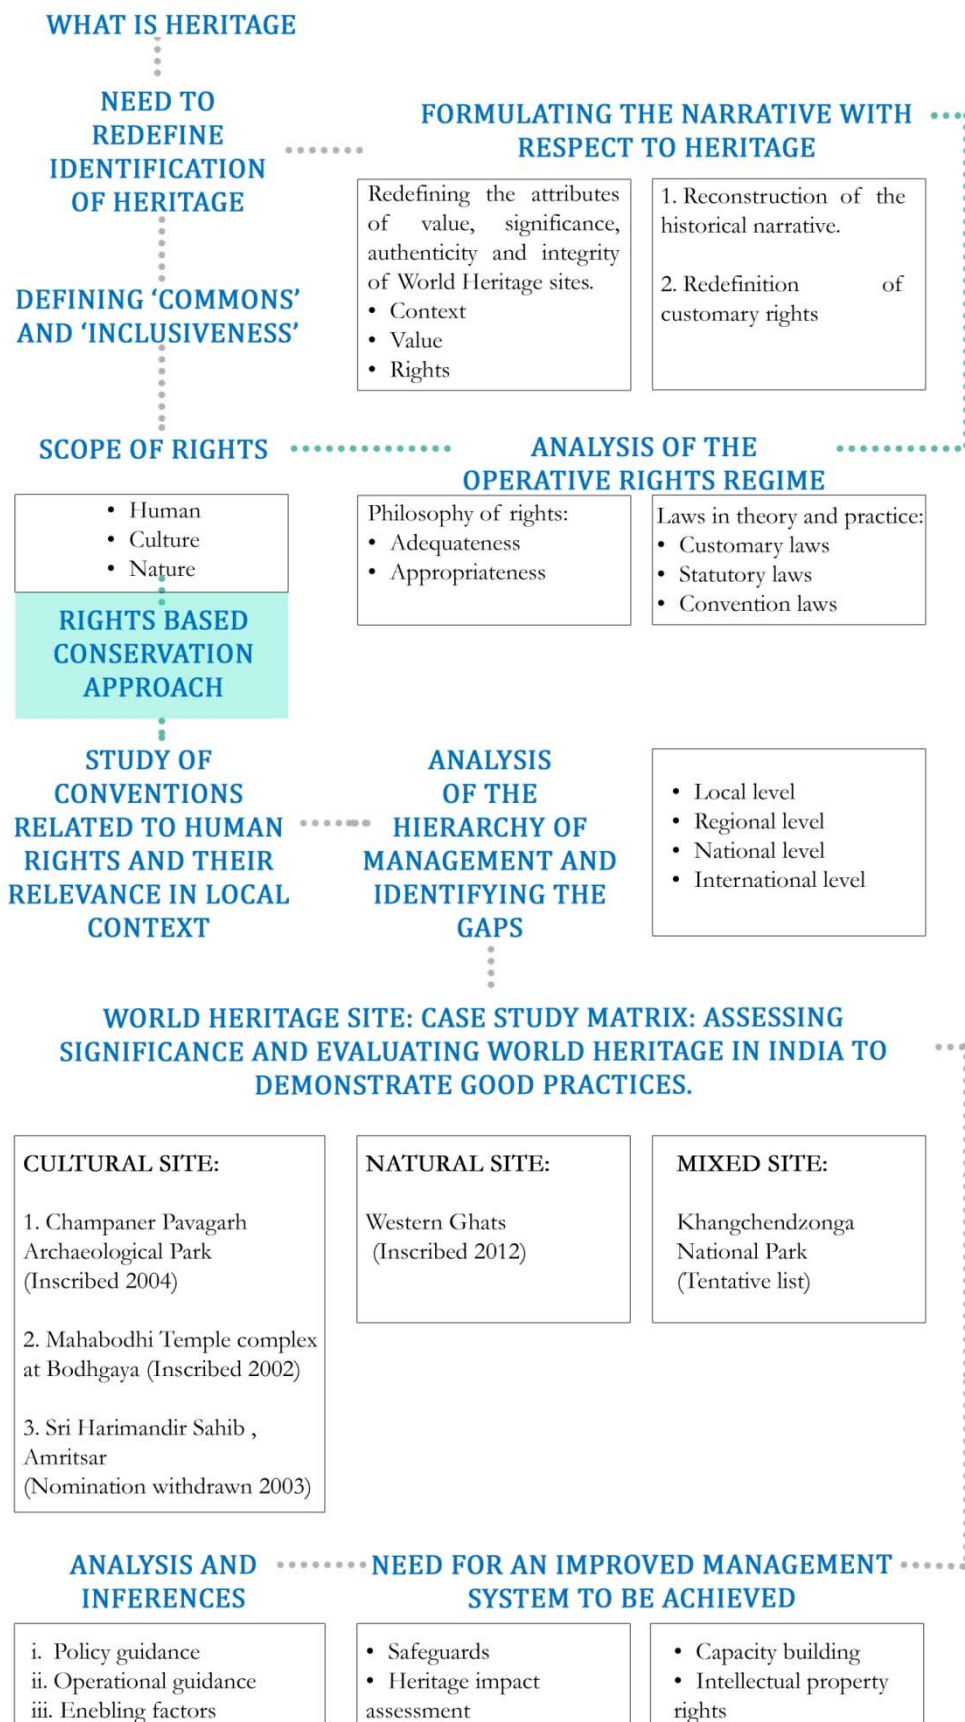 WHAT IS HERITAGE
NEED TO
REDEFINE
IDENTIFICATION
OF HERITAGE
FORMULATING THE NARRATIVE WITH
RESPECT TO HERITAGE
Redefining the attributes
of value, significance,
authenticity and integrity
of World Heritage sites.
• Context
• Value
• Rights
1. Reconstruction of the
historical narrative.
2. Redefinition of
customary rights
DEFINING ‘COMMONS’
AND ‘INCLUSIVENESS’
SCOPE OF RIGHTS
• Human
• Culture
• Nature
ANALYSIS OF THE
OPERATIVE RIGHTS REGIME
Philosophy of rights:
• Adequateness
• Appropriateness
Laws in theory and practice:
• Customary laws
• Statutory laws
• Convention laws
RIGHTS BASED
CONSERVATION
APPROACH
STUDY OF
CONVENTIONS
RELATED TO HUMAN
RIGHTS AND THEIR
RELEVANCE IN LOCAL
CONTEXT
ANALYSIS
OF THE
HIERARCHY OF
MANAGEMENT AND
IDENTIFYING THE
GAPS
• Local level
• Regional level
• National level
• International level
WORLD HERITAGE SITE: CASE STUDY MATRIX: ASSESSING
SIGNIFICANCE AND EVALUATING WORLD HERITAGE IN INDIA TO
DEMONSTRATE GOOD PRACTICES.
CULTURAL SITE:
1. Champaner Pavagarh
Archaeological Park
(Inscribed 2004)
2. Mahabodhi Temple complex
at Bodhgaya (Inscribed 2002)
3. Sri Harimandir Sahib ,
Amritsar
(Nomination withdrawn 2003)
NATURAL SITE:
Western Ghats
(Inscribed 2012)
MIXED SITE:
Khangchendzonga
National Park
(Tentative list)
ANALYSIS AND
INFERENCES
i. Policy guidance
ii. Operational guidance
iii. Enebling factors
NEED FOR AN IMPROVED MANAGEMENT
SYSTEM TO BE ACHIEVED
• Safeguards
• Heritage impact
assessment
• Capacity building
• Intellectual property
rights